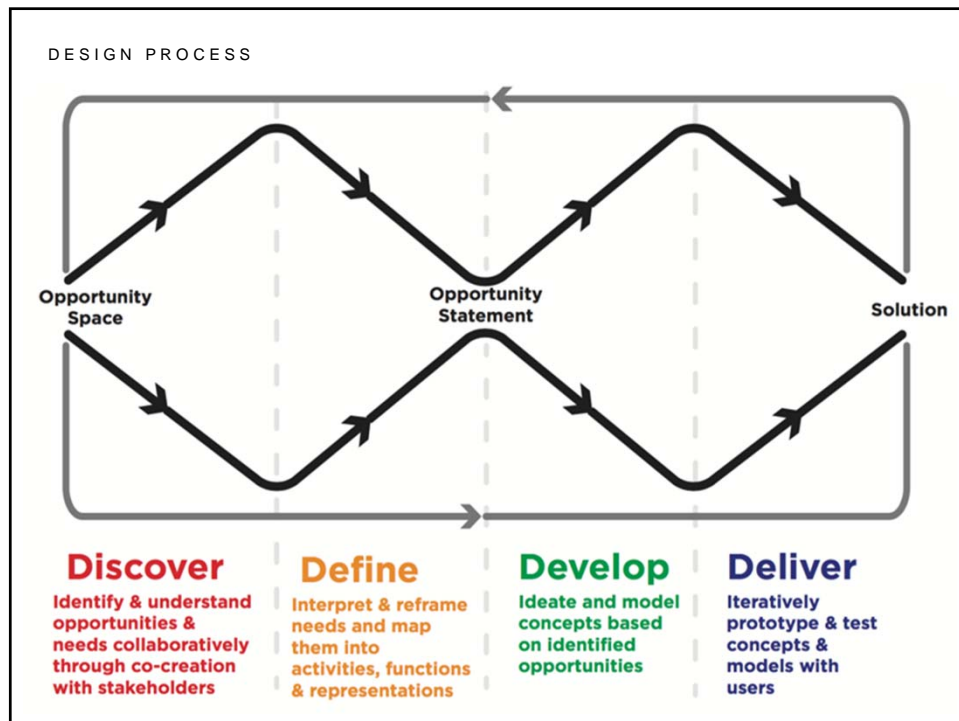 DESIGN PROCESS
Opportunity
Space
Opportunity
Statement
Solution
Discover
Identify & understand
opportunities &
needs collaboratively
through co-creation
with stakeholders
Define
Interpret & reframe
needs and map
them into
activities, functions
& representations
Develop
Ideate and model
concepts based
on identified
opportunities
Deliver
Iteratively
prototype & test
concepts &
models with
users